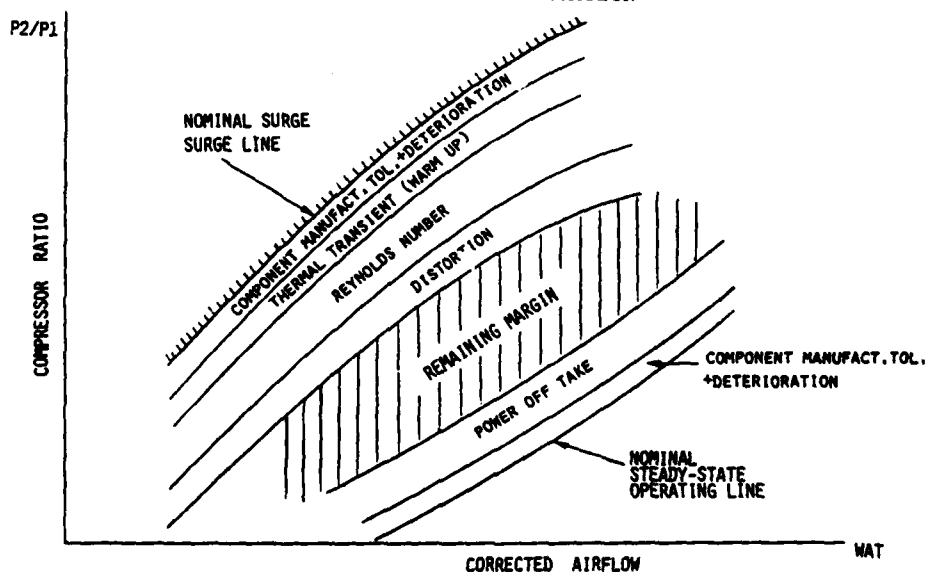 P2/P1
NOMINAL SURGE
SURGE LINE
COMPONENT MANUFACT. TOL. +DETERIORATION
THERMAL TRANSIENT (WARM UP)
REYNOLDS NUMBER
DISTORTION
REMAINING MARGIN
POWER OFF TAKE
COMPONENT MANUFACT. TOL.
+DETERIORATION
NOMINAL
STEADY-STATE
OPERATING LINE
COMPRESSOR RATIO
WAT
CORRECTED AIRFLOW